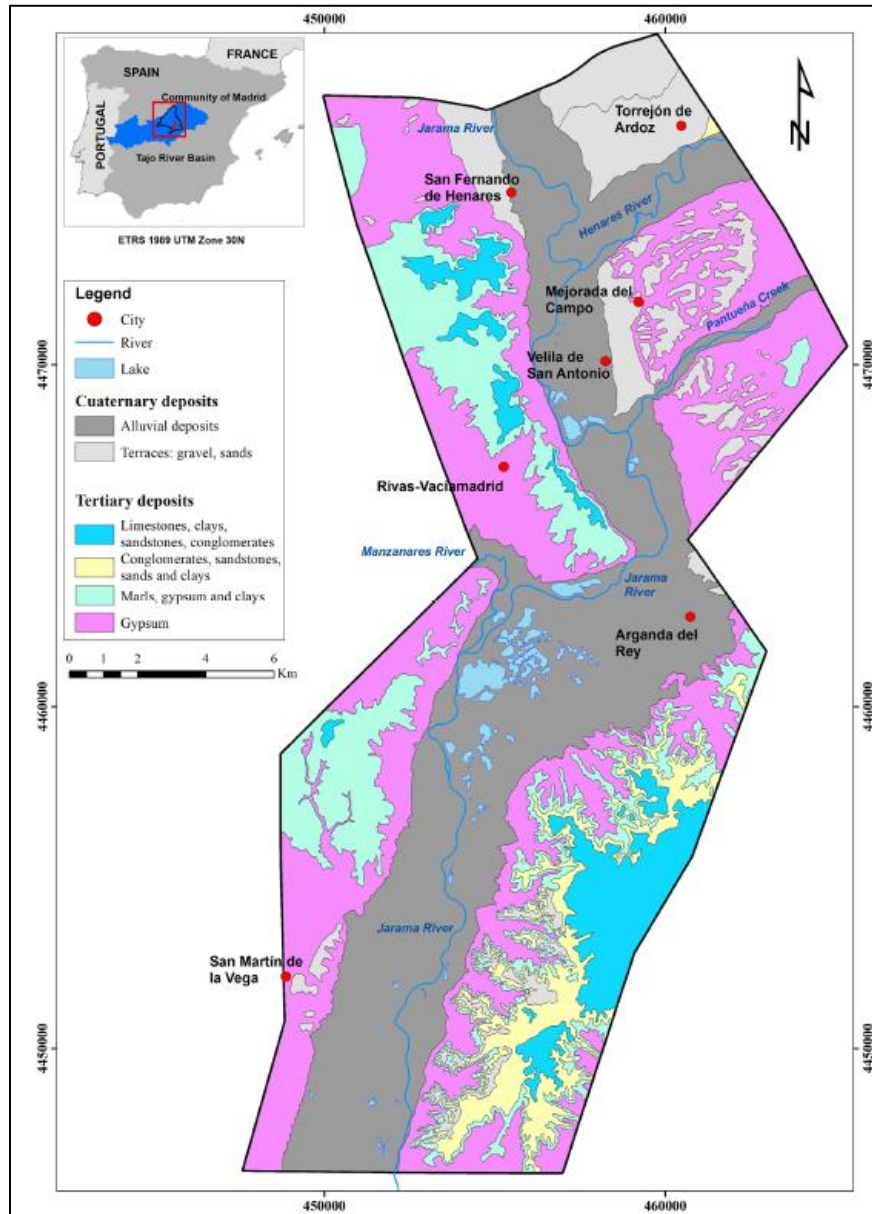 450000
460000
FRANCE
SPAIN
Community of Madrid
PORTUGAL
Tajo River Basin
ETRS 1989 UTM Zone 30N
N
Jarama River
Torrejón de
Ardoz
San Fernando
de Henares
Henares River
Mejorada del
Campo
Pantueña Creek
Velila de
San Antonio
4470000
4470000
Legend
City
River
Lake
Cuaternary deposits
Alluvial deposits
Terraces: gravel, sands
Tertiary deposits
Limestones, clays,
sandstones, conglomerates
Conglomerates, sandstones,
sands and clays
Marls, gypsum and clays
Gypsum
0 2 4 6
Km
Rivas-Vaciamadrid
Manzanares River
Jarama
River
Arganda del
Rey
4460000
4460000
Jarama River
San Martín de
la Vega
4450000
4450000
450000
460000